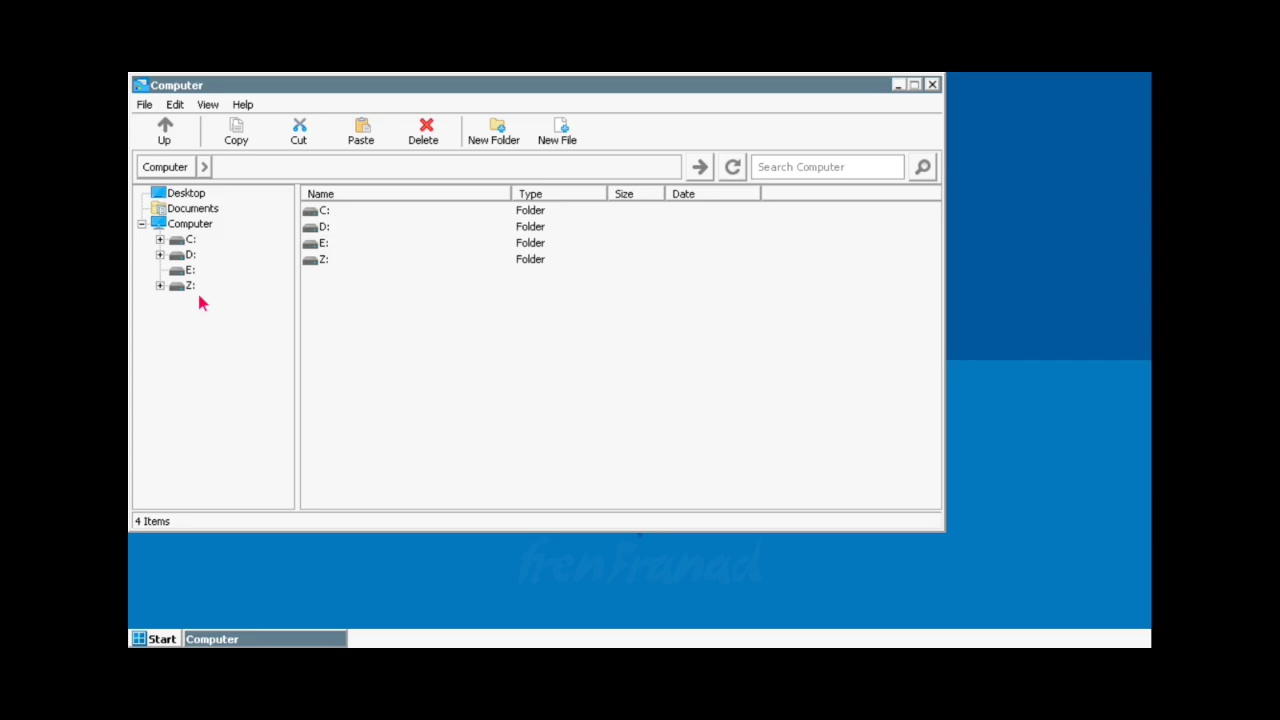 Computer
File Edit View Help
Up Copy Cut Paste Delete New Folder New File
Computer Search Computer
Desktop
Documents
Computer
C:
D:
E:
Z:
Name Type Size Date
C: Folder
D: Folder
E: Folder
Z: Folder
4 Items
Start Computer